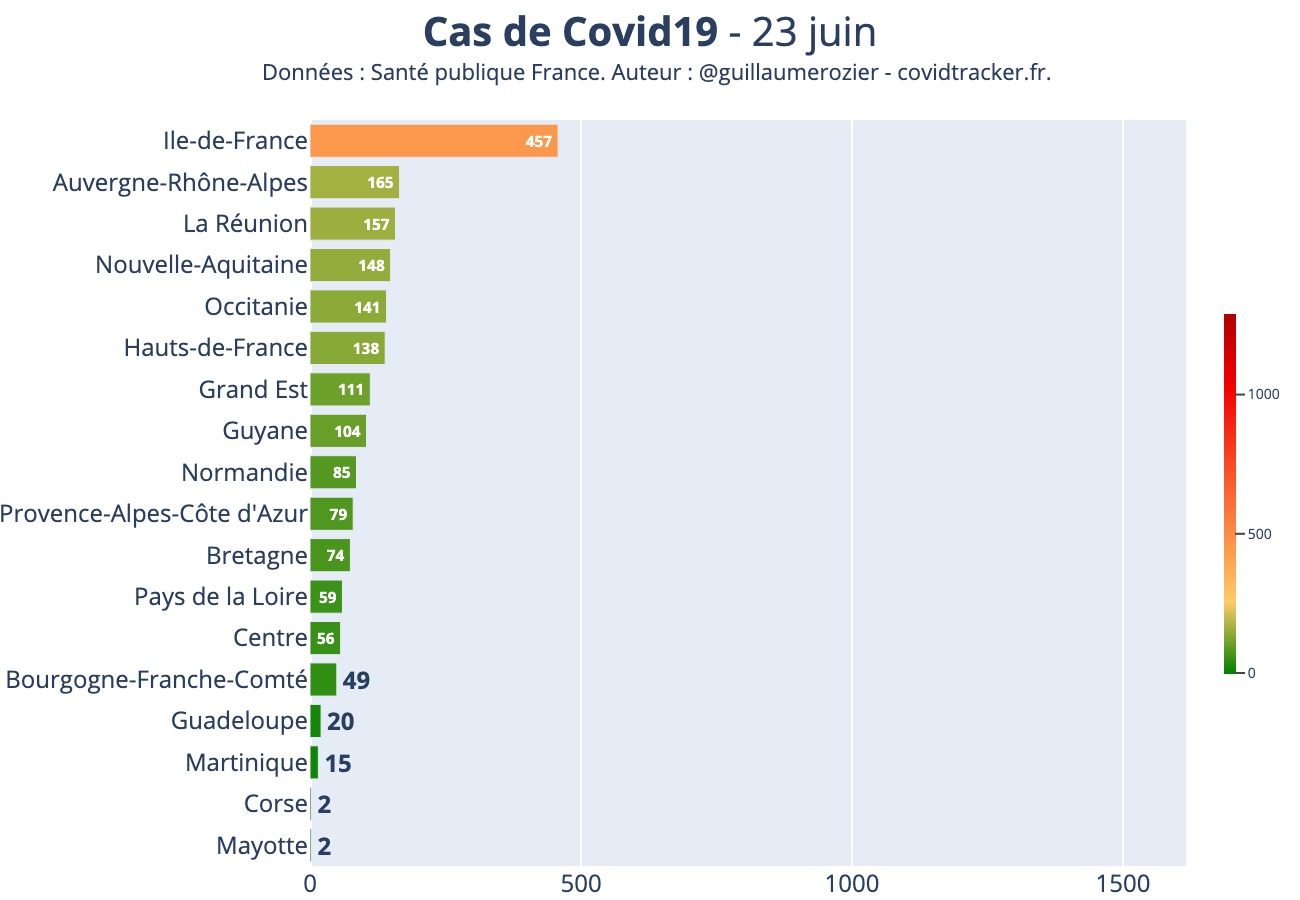 Cas de Covid19 - 23 juin
Données : Santé publique France. Auteur : @guillaumerozier - covidtracker.fr.
Ile-de-France 457
Auvergne-Rhône-Alpes 165
La Réunion 157
Nouvelle-Aquitaine 148
Occitanie 141
Hauts-de-France 138
Grand Est 111
Guyane 104
Normandie 85
Provence-Alpes-Côte d'Azur 79
Bretagne 74
Pays de la Loire 59
Centre 56
Bourgogne-Franche-Comté 49
Guadeloupe 20
Martinique 15
Corse 2
Mayotte 2
0 500 1000 1500
1000
500
0